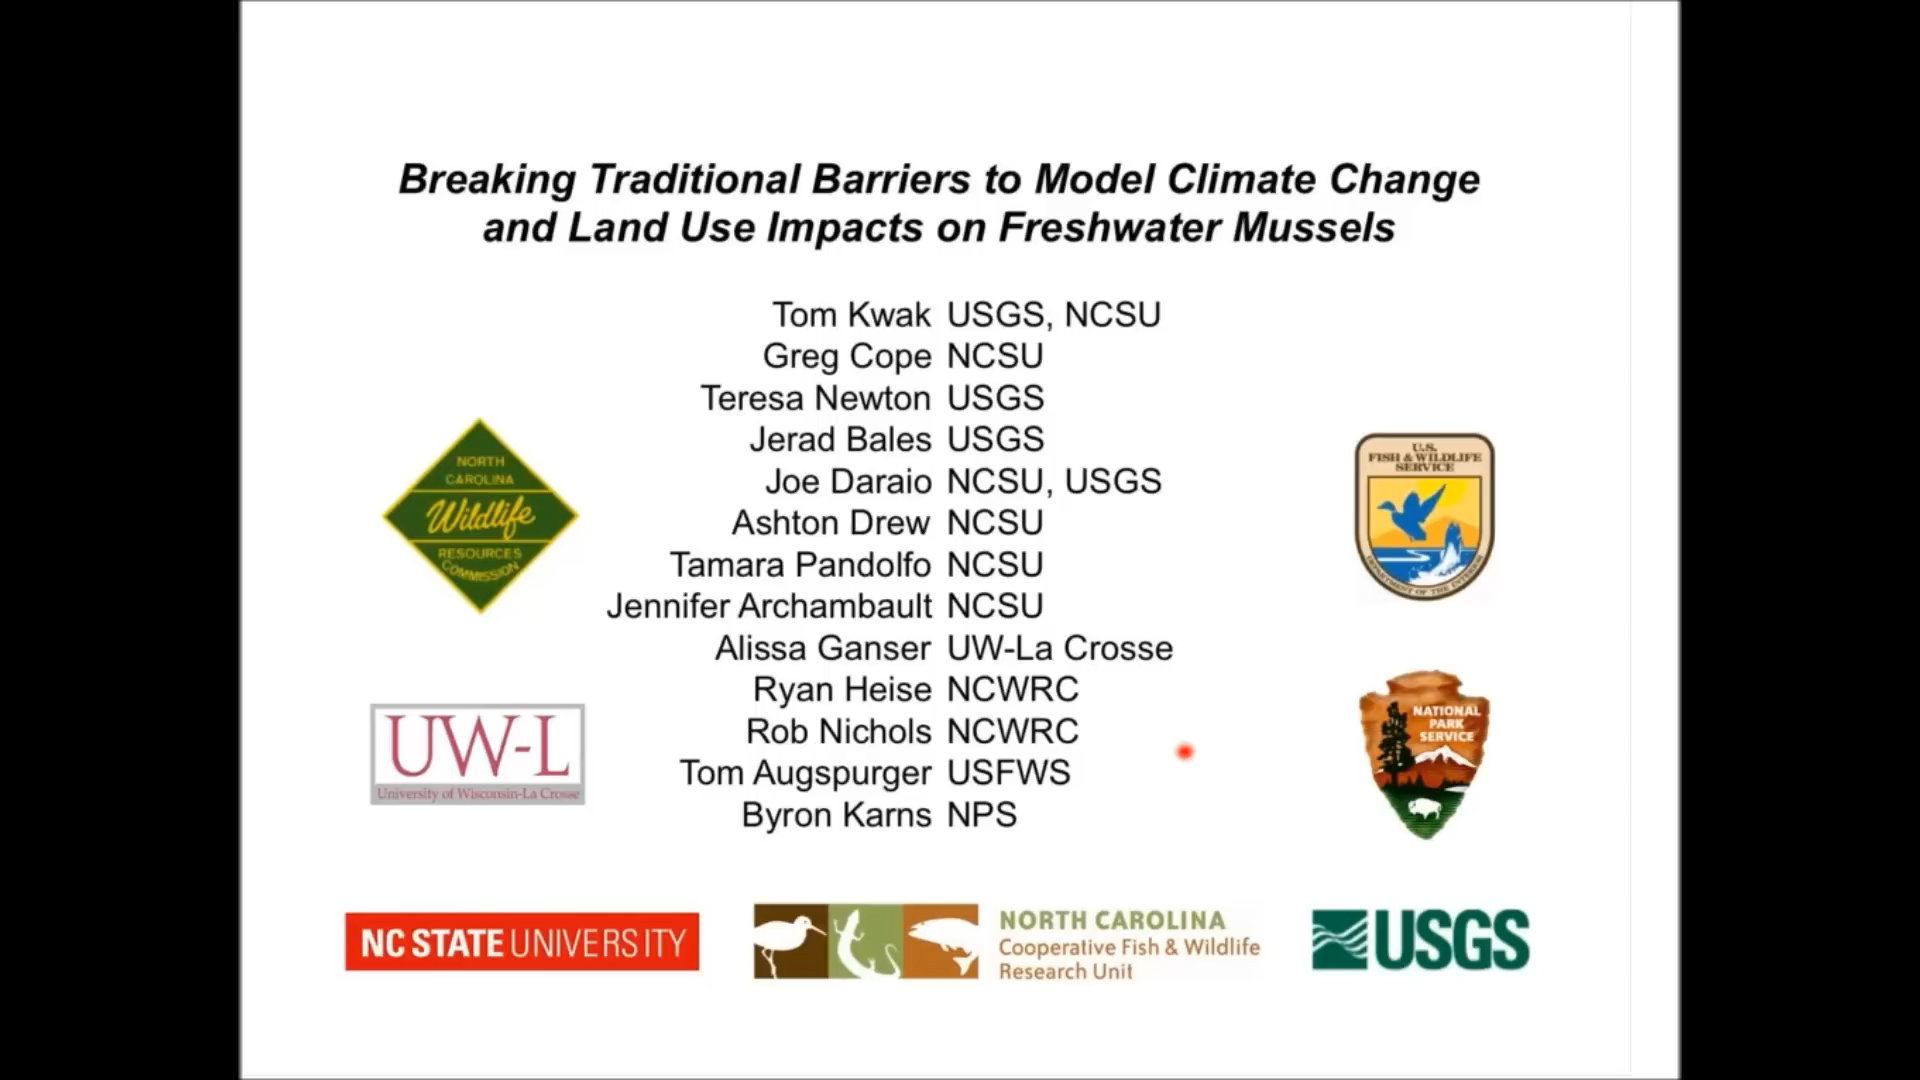 Breaking Traditional Barriers to Model Climate Change
and Land Use Impacts on Freshwater Mussels
Tom Kwak USGS, NCSU
Greg Cope NCSU
Teresa Newton USGS
Jerad Bales USGS
Joe Daraio NCSU, USGS
Ashton Drew NCSU
Tamara Pandolfo NCSU
Jennifer Archambault NCSU
Alissa Ganser UW-La Crosse
Ryan Heise NCWRC
Rob Nichols NCWRC
Tom Augspurger USFWS
Byron Karns NPS
NORTH
CAROLINA
Wildlife
RESOURCES
COMMISSION
U.S.
FISH & WILDLIFE
SERVICE
DEPARTMENT OF THE INTERIOR
UW-L
University of Wisconsin-La Crosse
NATIONAL
PARK
SERVICE
NC STATE UNIVERSITY
NORTH CAROLINA
Cooperative Fish & Wildlife
Research Unit
USGS